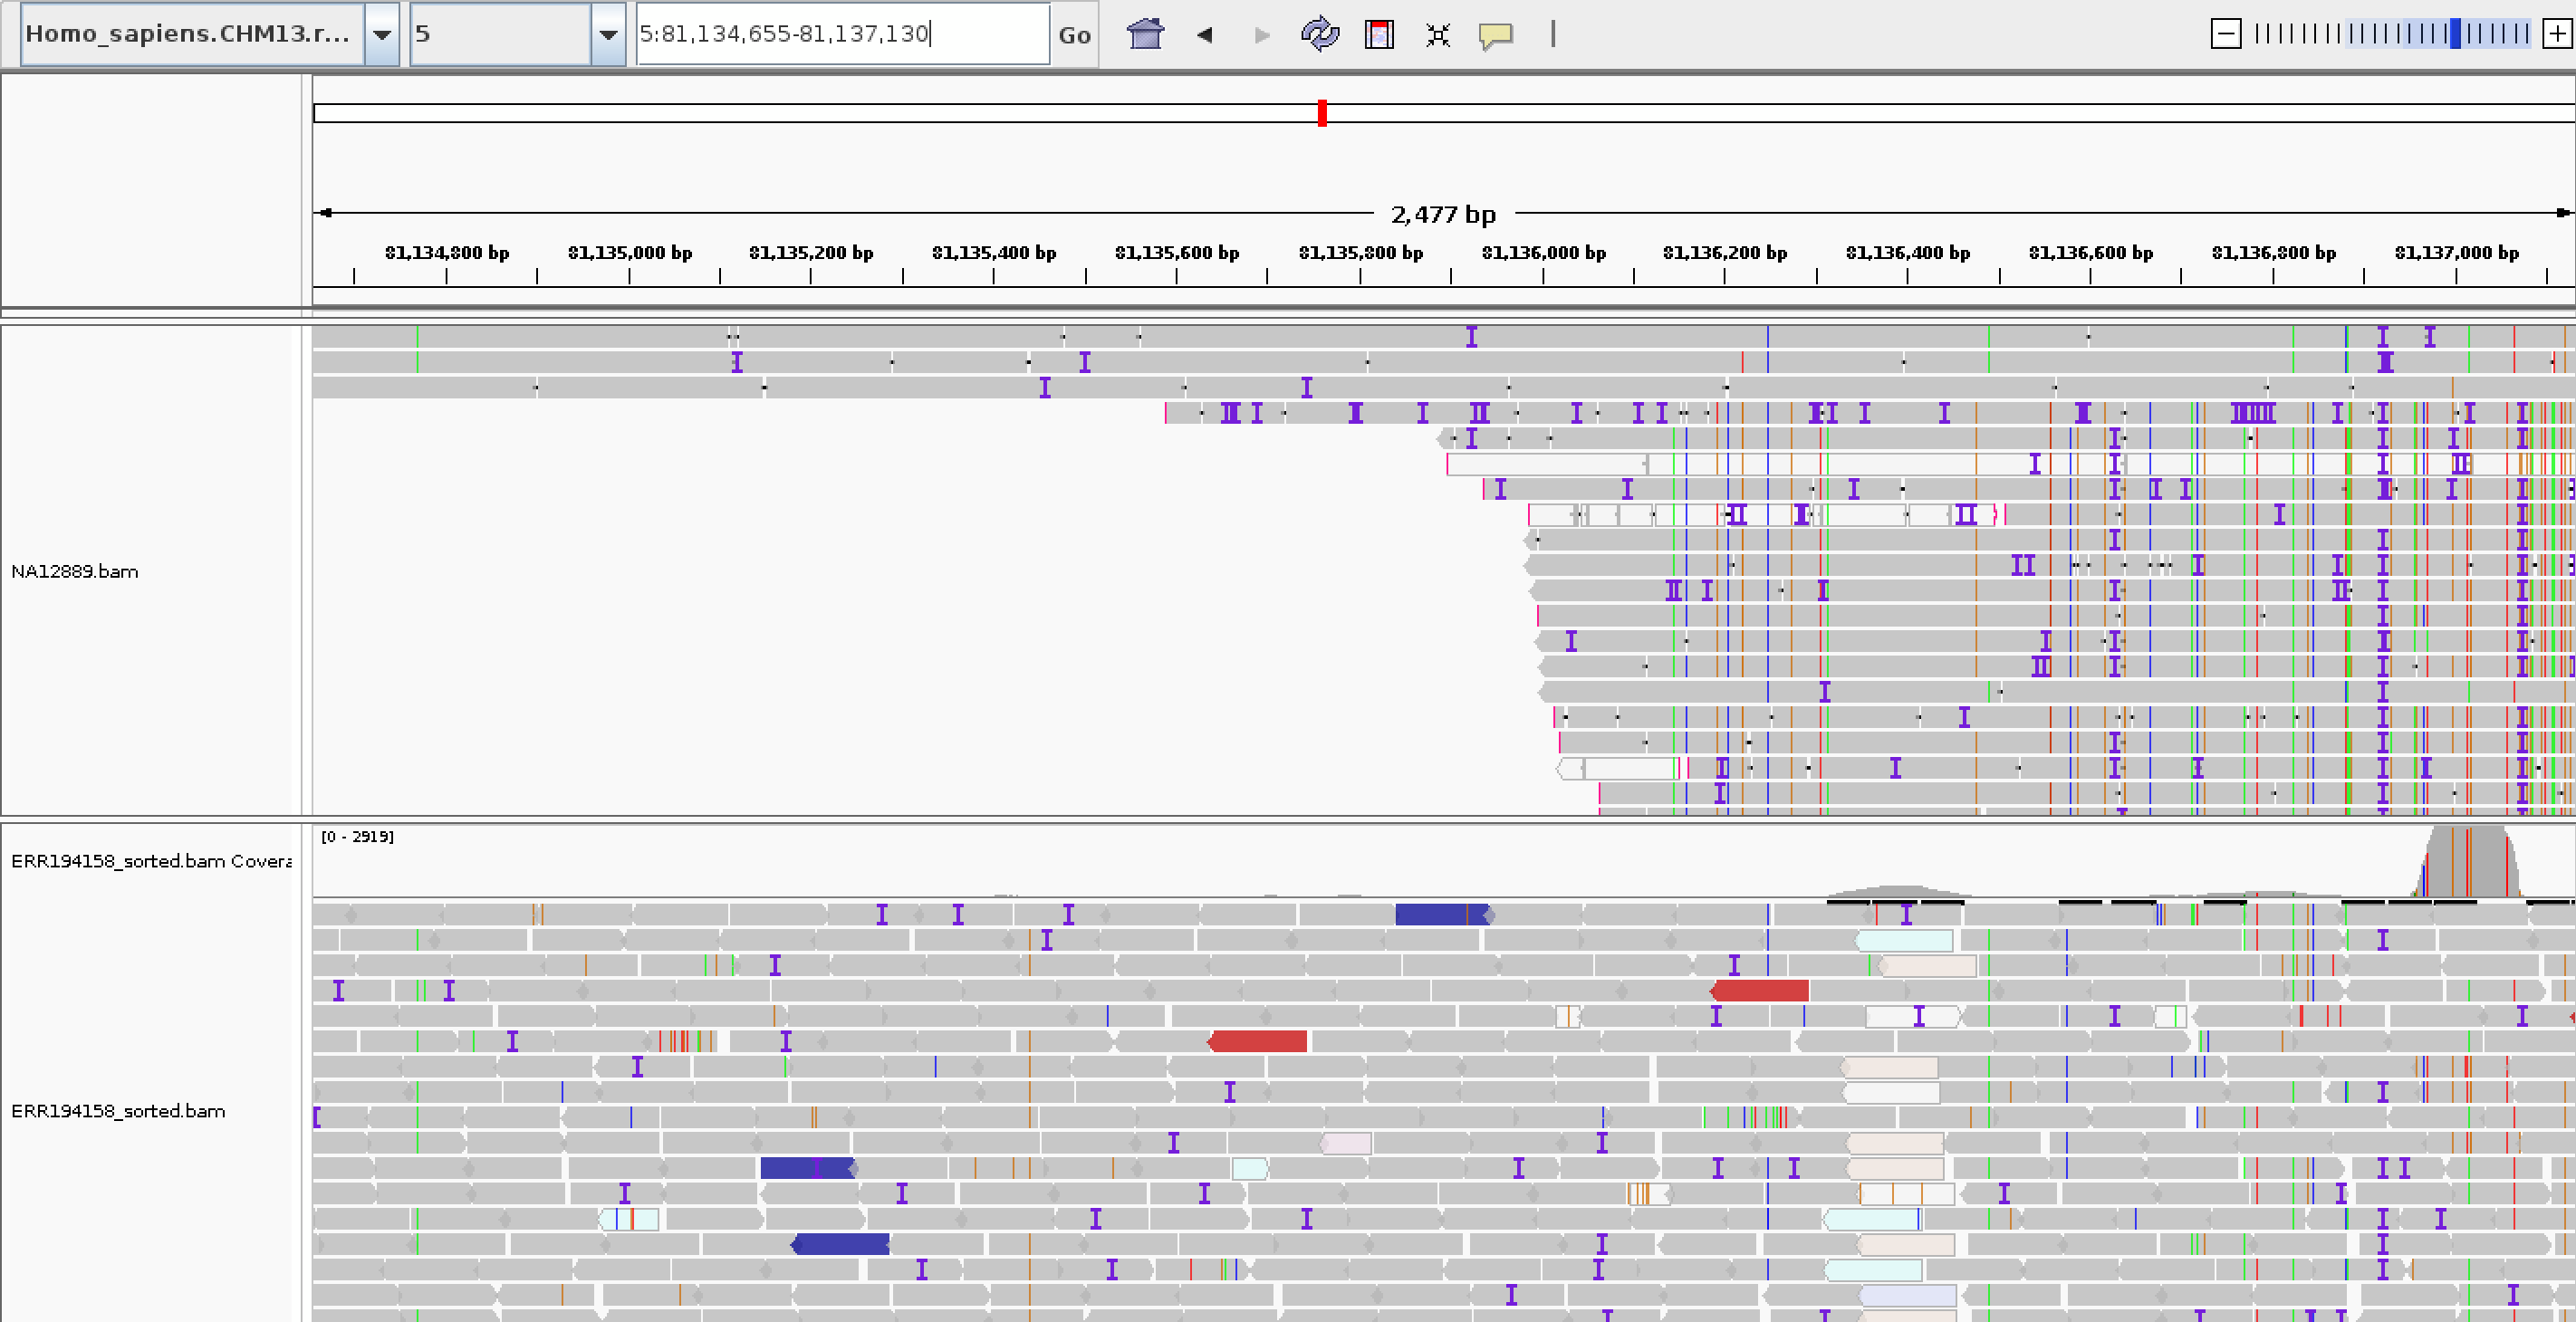 Homo_sapiens.CHM13.r... 5 5:81,134,655-81,137,130 Go
2,477 bp
81,134,800 bp 81,135,000 bp 81,135,200 bp 81,135,400 bp 81,135,600 bp 81,135,800 bp 81,136,000 bp 81,136,200 bp 81,136,400 bp 81,136,600 bp 81,136,800 bp 81,137,000 bp
NA12889.bam
[0 - 2919]
ERR194158_sorted.bam Covera
ERR194158_sorted.bam